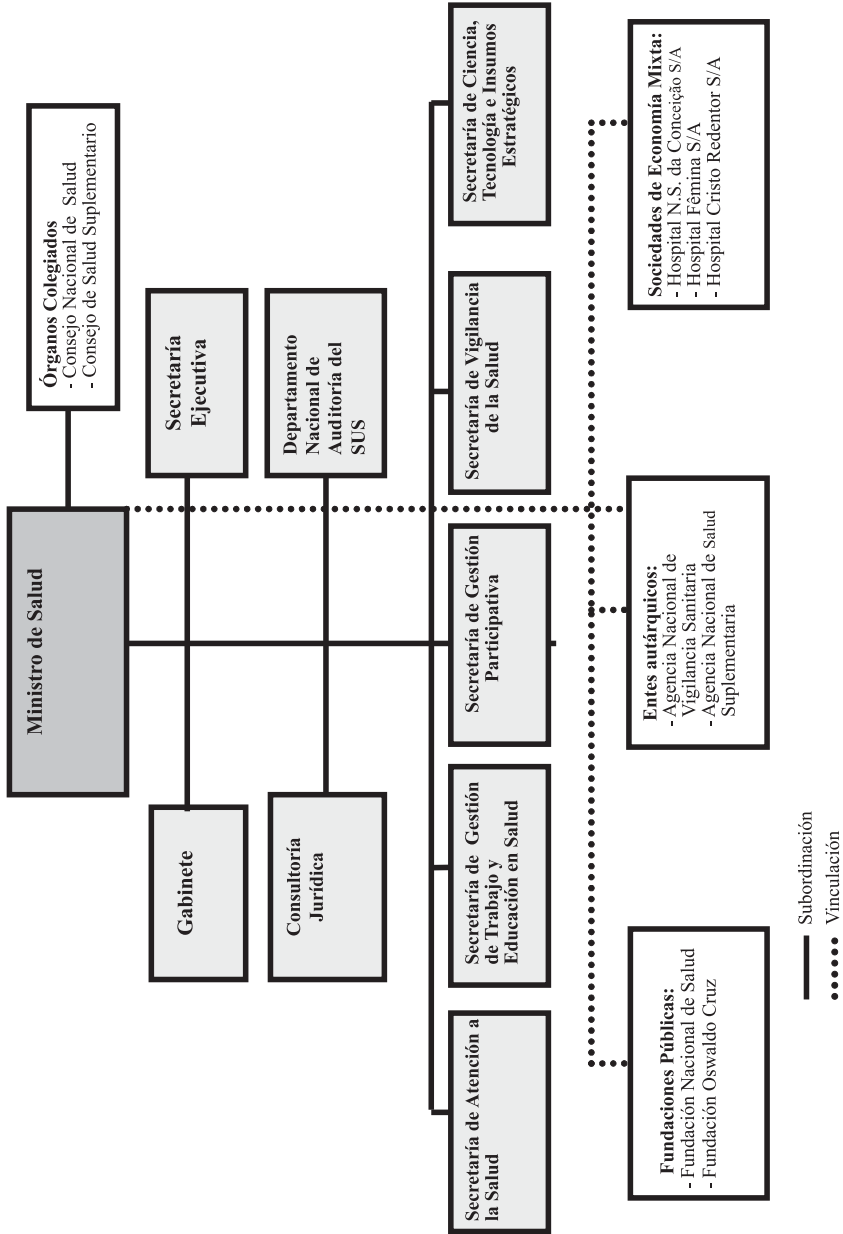 Ministro de Salud
Órganos Colegiados
- Consejo Nacional de Salud
- Consejo de Salud Suplementario
Gabinete
Secretaría
Ejecutiva
Consultoría
Jurídica
Departamento
Nacional de
Auditoría del
SUS
Secretaría de Atención a
la Salud
Secretaría de Gestión
de Trabajo y
Educación en Salud
Secretaría de Gestión
Participativa
Secretaría de Vigilancia
de la Salud
Secretaría de Ciencia,
Tecnología e Insumos
Estratégicos
Fundaciones Públicas:
- Fundación Nacional de Salud
- Fundación Oswaldo Cruz
Entes autárquicos:
- Agencia Nacional de
Vigilancia Sanitaria
- Agencia Nacional de Salud
Suplementaria
Sociedades de Economía Mixta:
- Hospital N.S. da Conceição S/A
- Hospital Fêmina S/A
- Hospital Cristo Redentor S/A
Subordinación
Vinculación